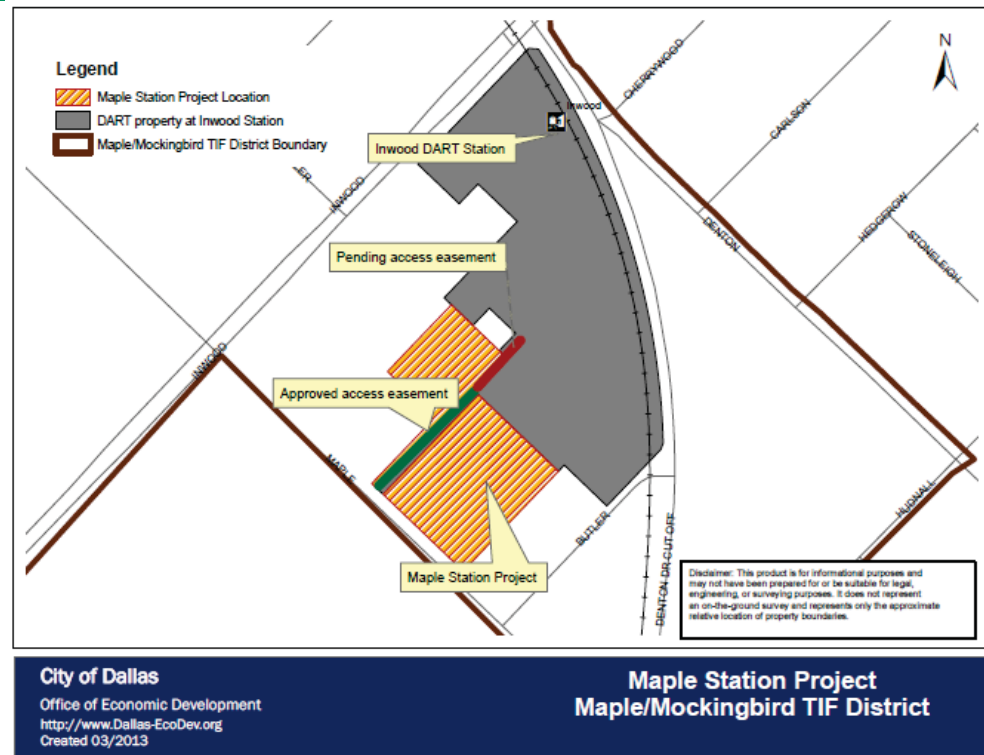 Legend
Maple Station Project Location
DART property at Inwood Station
Maple/Mockingbird TIF District Boundary
N
CHERRYWOOD
Inwood
CARLSON
Inwood DART Station
INWOOD
HEDGEROW
STONELEIGH
DENTON
Pending access easement
INWOOD
Approved access easement
MAPLE
HUDNALL
BUTLER
DENTON DR CUT OFF
Maple Station Project
Disclaimer: This product is for informational purposes and
may not have been prepared for or be suitable for legal,
engineering, or surveying purposes. It does not represent
an on-the-ground survey and represents only the approximate
relative location of property boundaries.
City of Dallas
Office of Economic Development
http://www.Dallas-EcoDev.org
Created 03/2013
Maple Station Project
Maple/Mockingbird TIF District